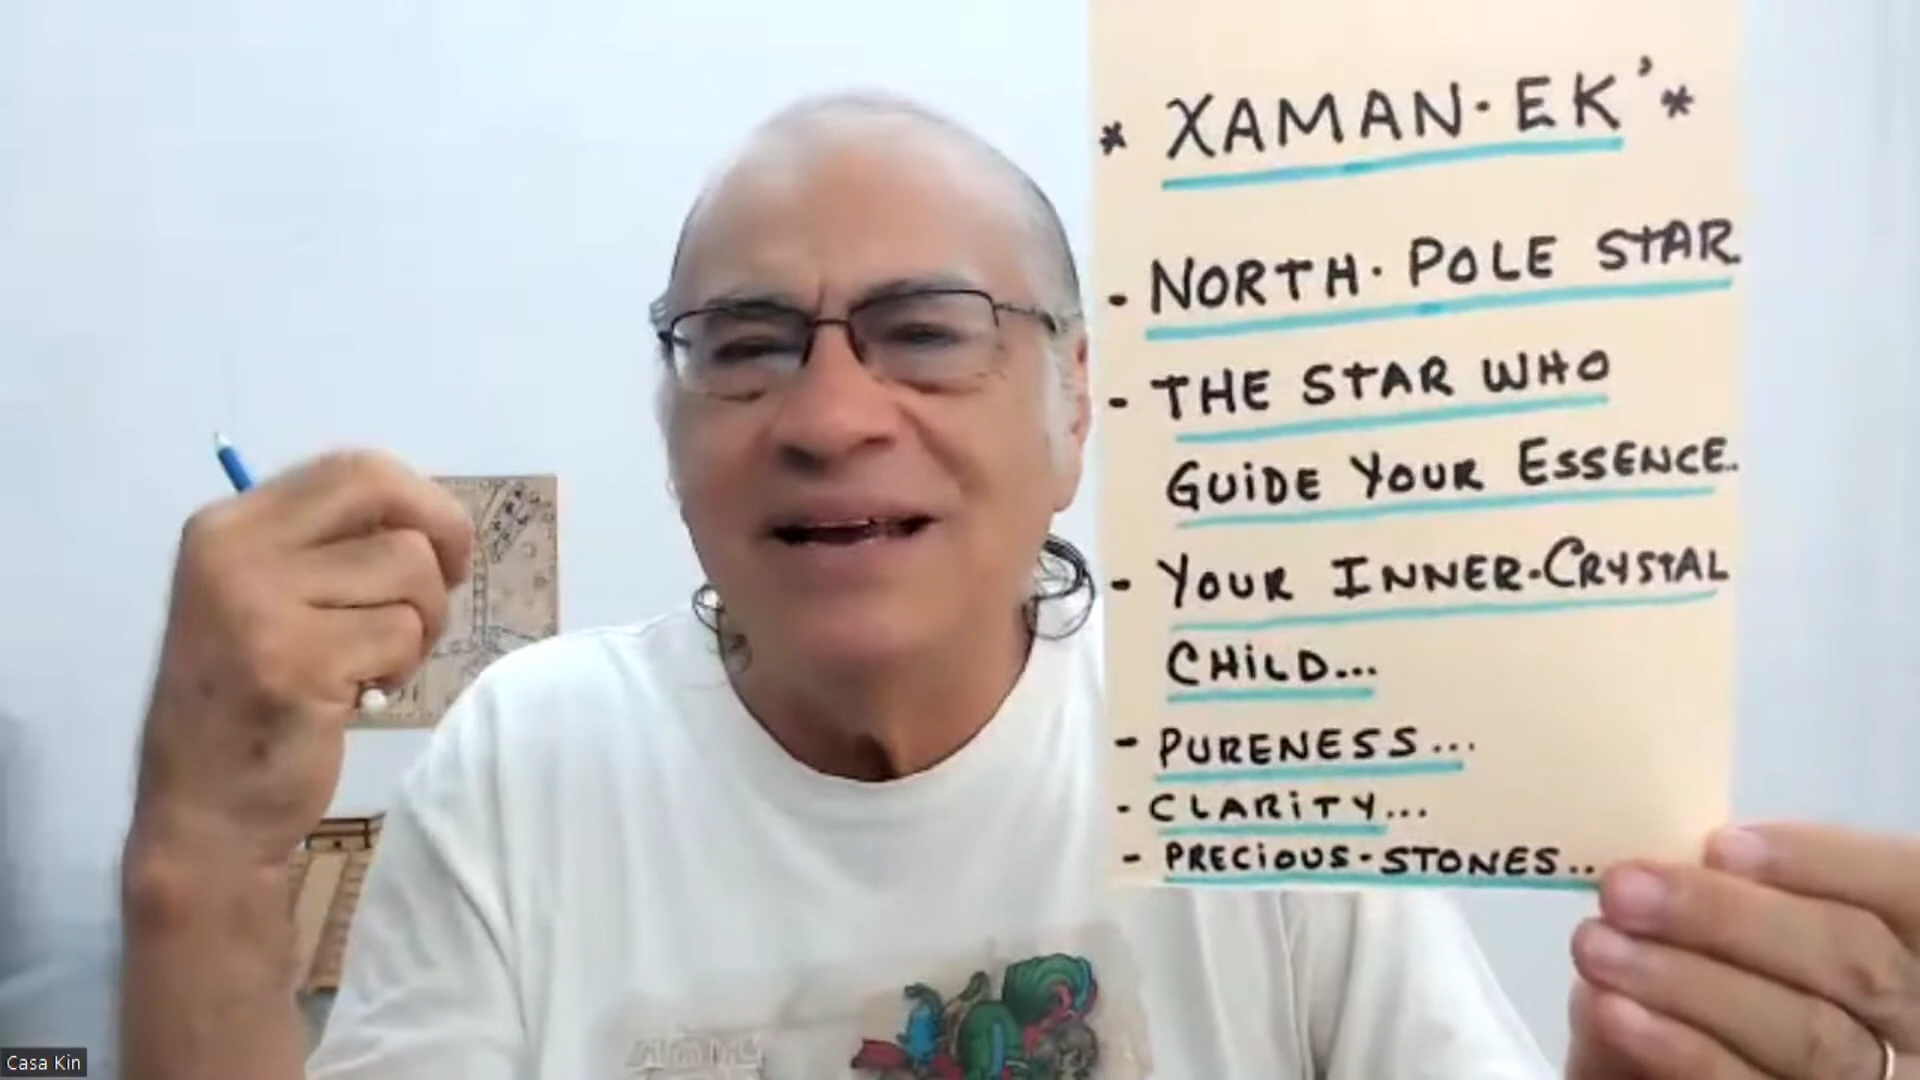 * XAMAN·EK'*
- NORTH·POLE STAR
- THE STAR WHO
GUIDE YOUR ESSENCE..
- YOUR INNER-CRYSTAL
CHILD...
- PURENESS...
- CLARITY...
- PRECIOUS-STONES..
Casa Kin